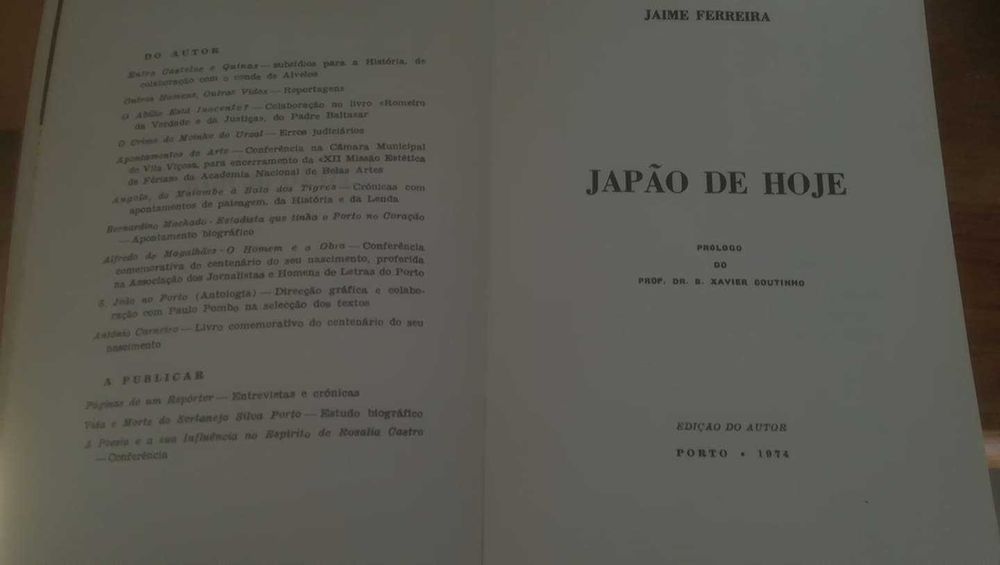 DO AUTOR
Entre Castelos e Quinas — subsídios para a História, de
colaboração com o conde de Alvelos
Outros Homens, Outras Vidas — Reportagens
O Abílio Está Inocente? — Colaboração no livro «Romeiro
da Verdade e da Justiça», do Padre Baltasar
O Crime do Moinho do Ursal — Erros judiciários
Apontamentos de Arte — Conferência na Câmara Municipal
de Vila Viçosa, para encerramento da «XII Missão Estética
de Férias» da Academia Nacional de Belas Artes
Angola, do Maiombe à Baía dos Tigres — Crónicas com
apontamentos de paisagem, da História e da Lenda
Bernardino Machado - Estadista que tinha o Porto no Coração
— Apontamento biográfico
Alfredo de Magalhães - O Homem e a Obra — Conferência
comemorativa do centenário do seu nascimento, proferida
na Associação dos Jornalistas e Homens de Letras do Porto
S. João no Porto (Antologia) — Direcção gráfica e colabo-
ração com Paulo Pombo na selecção dos textos
António Carneiro — Livro comemorativo do centenário do seu
nascimento
A PUBLICAR
Páginas de um Repórter — Entrevistas e crónicas
Vida e Morte do Sertanejo Silva Porto — Estudo biográfico
A Poesia e a sua Influência no Espírito de Rosalía Castro
— Conferência
JAIME FERREIRA
JAPÃO DE HOJE
PRÓLOGO
DO
PROF. DR. B. XAVIER COUTINHO
EDIÇÃO DO AUTOR
PORTO • 1974